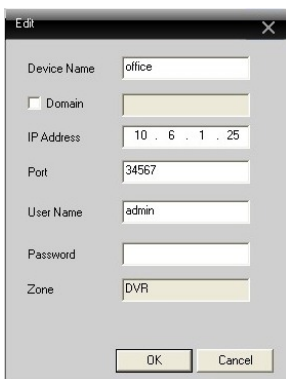 Edit
Device Name office
Domain
IP Address 10 . 6 . 1 . 25
Port 34567
User Name admin
Password
Zone DVR
OK Cancel